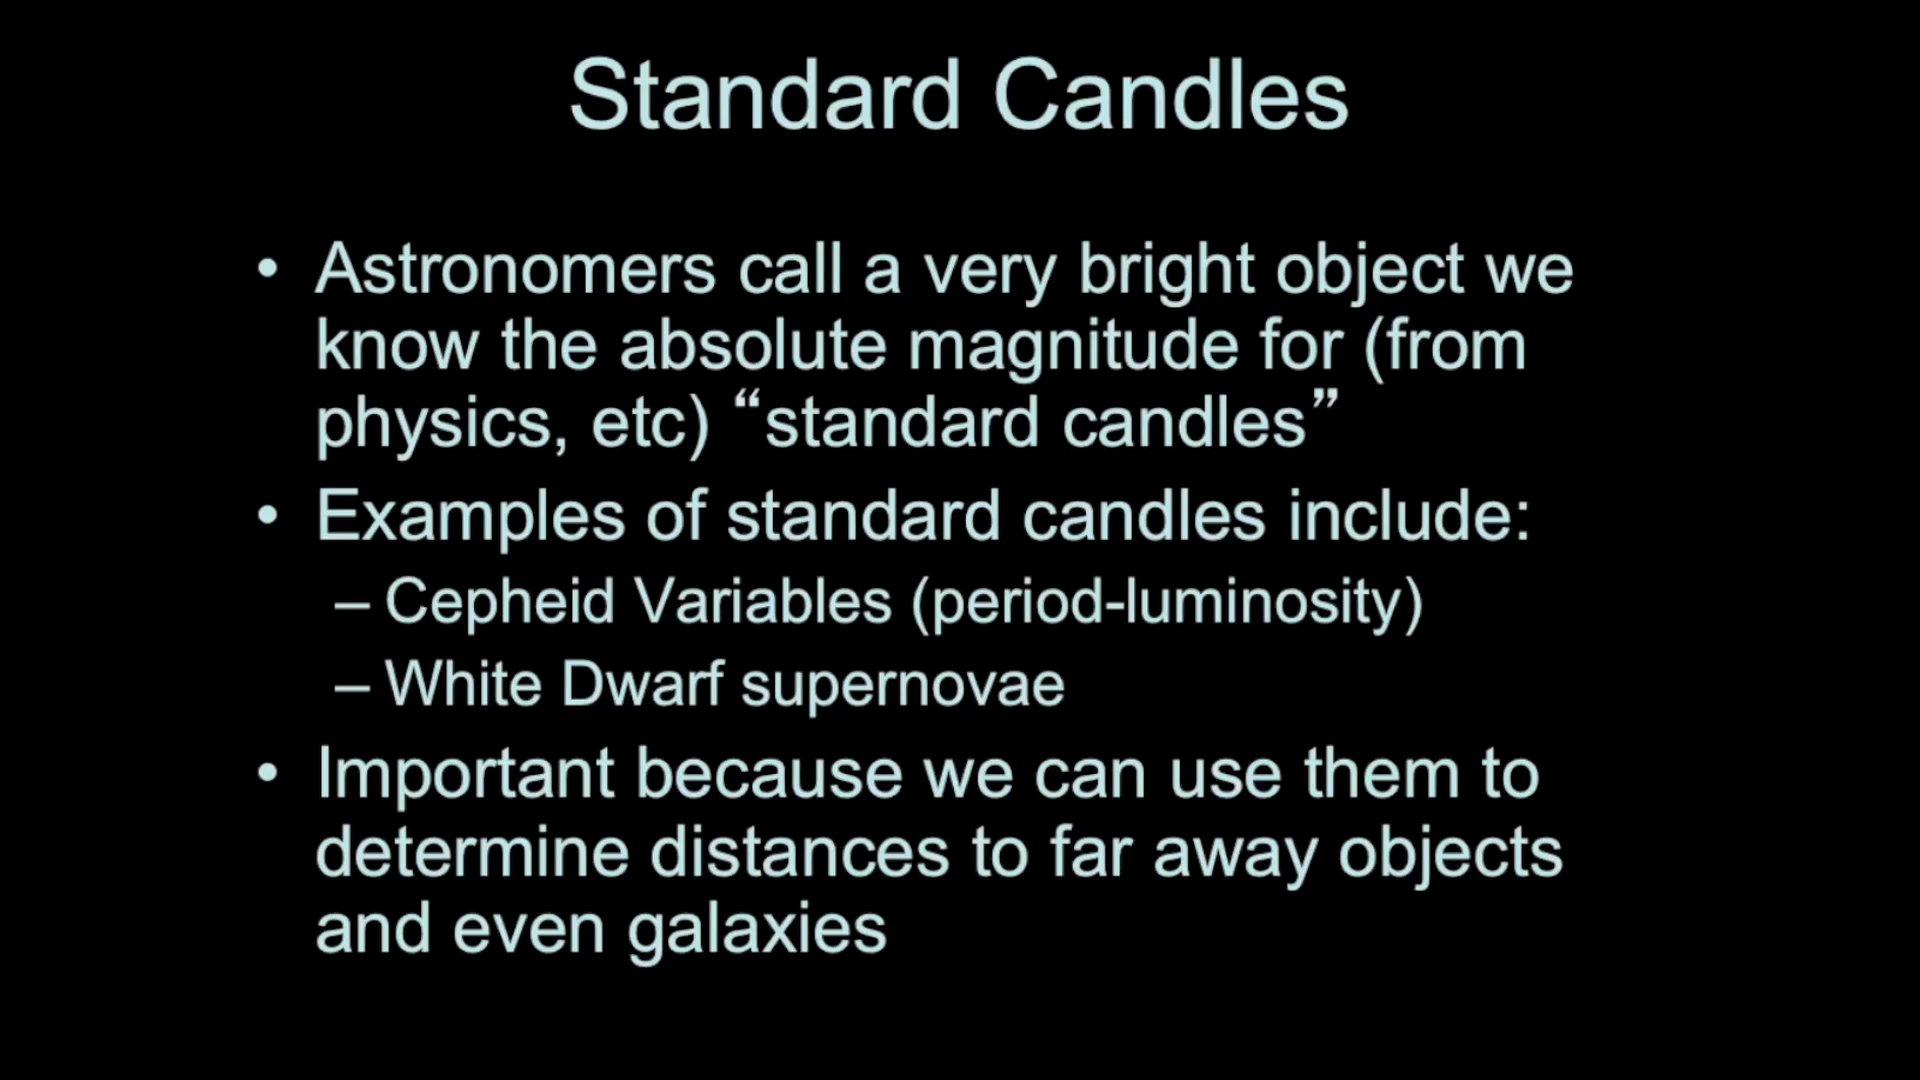 Standard Candles
• Astronomers call a very bright object we
know the absolute magnitude for (from
physics, etc) “standard candles”
• Examples of standard candles include:
– Cepheid Variables (period-luminosity)
– White Dwarf supernovae
• Important because we can use them to
determine distances to far away objects
and even galaxies